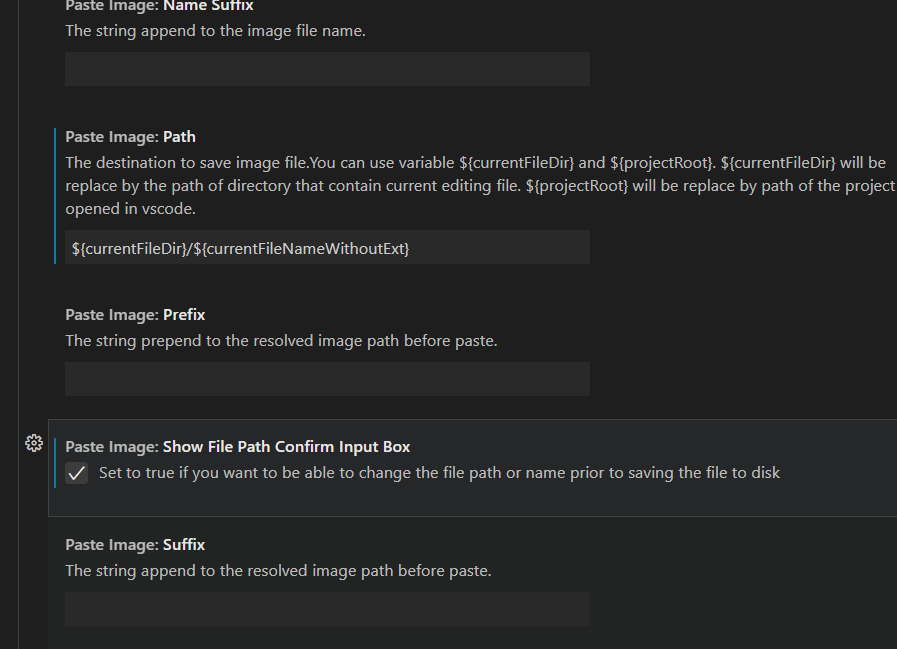 Paste Image: Name Suffix
The string append to the image file name.
Paste Image: Path
The destination to save image file.You can use variable ${currentFileDir} and ${projectRoot}. ${currentFileDir} will be
replace by the path of directory that contain current editing file. ${projectRoot} will be replace by path of the project
opened in vscode.
${currentFileDir}/${currentFileNameWithoutExt}
Paste Image: Prefix
The string prepend to the resolved image path before paste.
Paste Image: Show File Path Confirm Input Box
Set to true if you want to be able to change the file path or name prior to saving the file to disk
Paste Image: Suffix
The string append to the resolved image path before paste.